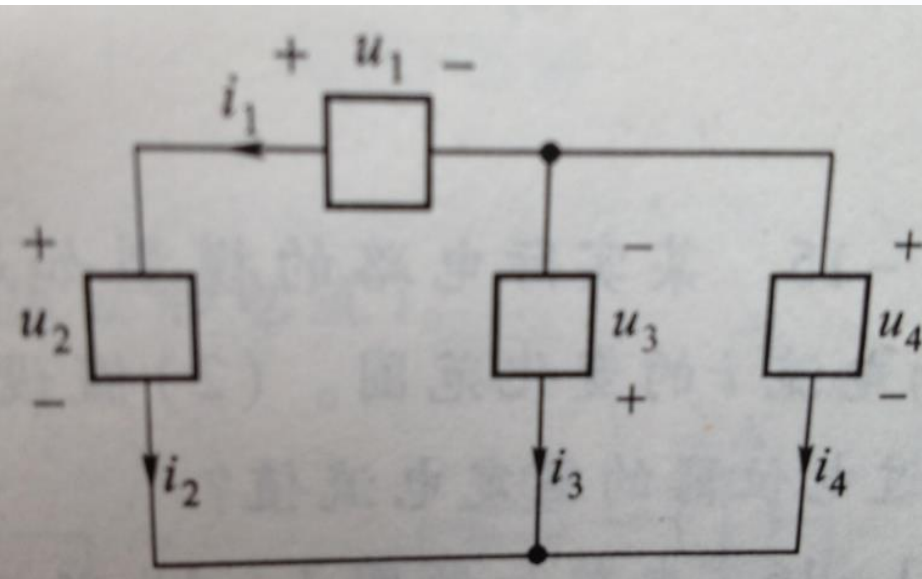 + u₁ −
i₁
+ − +
u₂ u₃ u₄
− + −
i₂ i₃ i₄